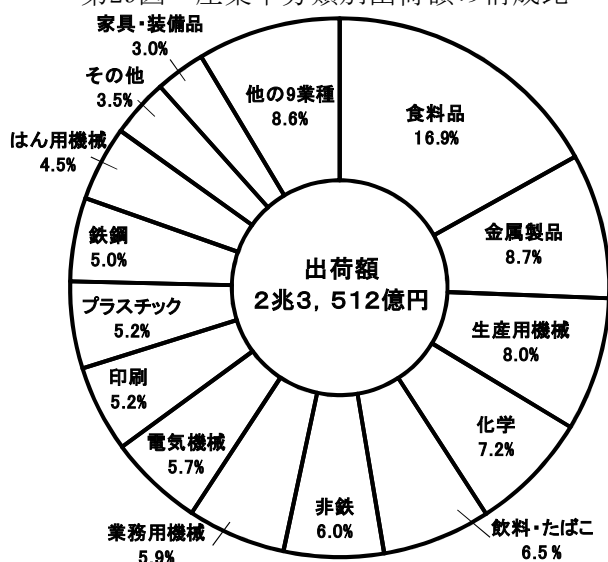 食料品
16.9%
金属製品
8.7%
生産用機械
8.0%
化学
7.2%
飲料・たばこ
6.5%
非鉄
6.0%
業務用機械
5.9%
電気機械
5.7%
印刷
5.2%
プラスチック
5.2%
鉄鋼
5.0%
はん用機械
4.5%
その他
3.5%
家具・装備品
3.0%
他の9業種
8.6%
出荷額
2兆3,512億円